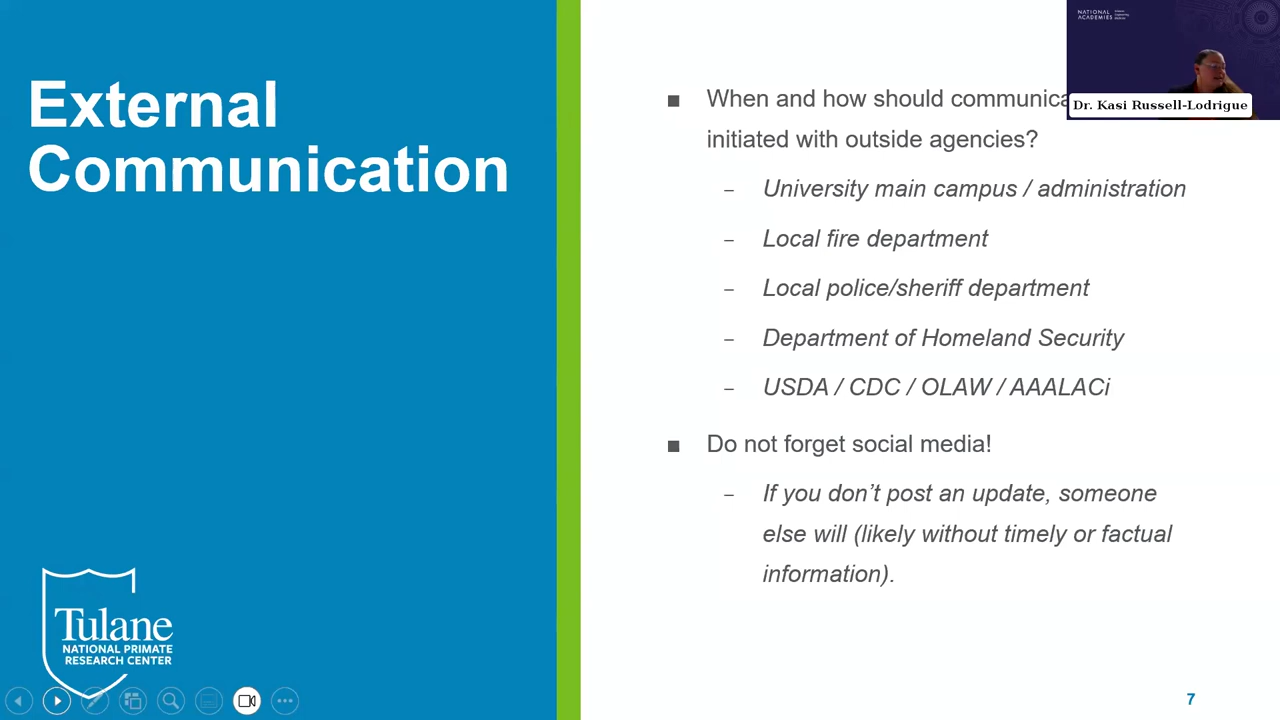 External
Communication
■ When and how should communica
initiated with outside agencies?
– University main campus / administration
– Local fire department
– Local police/sheriff department
– Department of Homeland Security
– USDA / CDC / OLAW / AAALACi
■ Do not forget social media!
– If you don’t post an update, someone
else will (likely without timely or factual
information).
NATIONAL
ACADEMIES
Dr. Kasi Russell-Lodrigue
Tulane
NATIONAL PRIMATE
RESEARCH CENTER
7